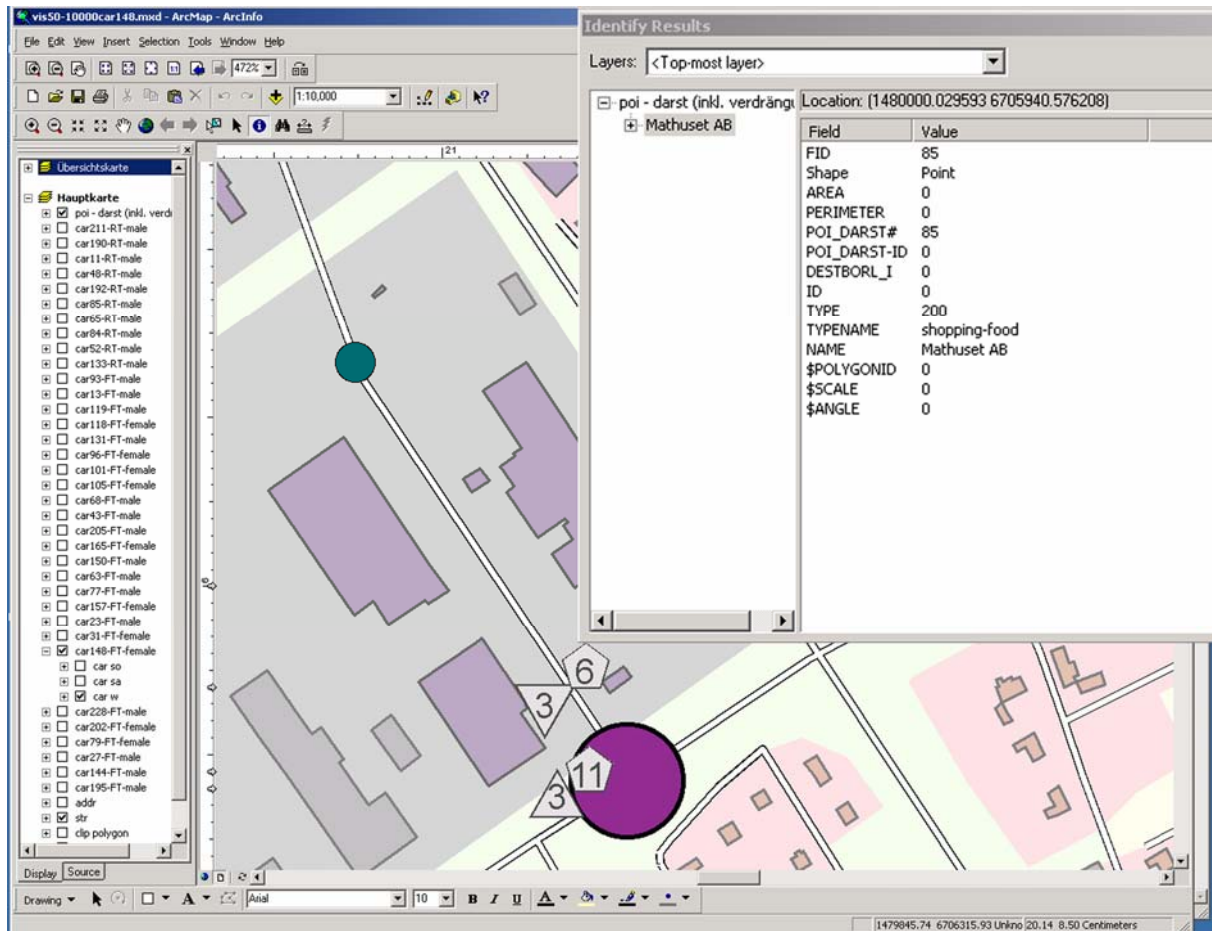 vis50-10000car148.mxd - ArcMap - ArcInfo
File Edit View Insert Selection Tools Window Help
472%
1:10,000
Übersichtskarte
Hauptkarte
poi - darst (inkl. verdr
car211-RT-male
car190-RT-male
car11-RT-male
car48-RT-male
car192-RT-male
car85-RT-male
car65-RT-male
car84-RT-male
car52-RT-male
car133-RT-male
car93-FT-male
car13-FT-male
car119-FT-male
car118-FT-female
car131-FT-male
car96-FT-female
car101-FT-female
car105-FT-female
car68-FT-male
car43-FT-male
car205-FT-male
car165-FT-female
car150-FT-male
car63-FT-male
car77-FT-male
car157-FT-female
car23-FT-male
car31-FT-female
car148-FT-female
car so
car sa
car w
car228-FT-male
car202-FT-female
car79-FT-female
car27-FT-male
car144-FT-male
car195-FT-male
addr
str
clip polygon
Display Source
21
6
3
11
3
Identify Results
Layers: <Top-most layer>
poi - darst (inkl. verdrängu
Mathuset AB
Location: (1480000.029593 6705940.576208)
Field Value
FID 85
Shape Point
AREA 0
PERIMETER 0
POI_DARST# 85
POI_DARST-ID 0
DESTBORL_I 0
ID 0
TYPE 200
TYPENAME shopping-food
NAME Mathuset AB
$POLYGONID 0
$SCALE 0
$ANGLE 0
Drawing A Arial 10 B I U A
1479845.74 6706315.93 Unkno 20.14 8.50 Centimeters